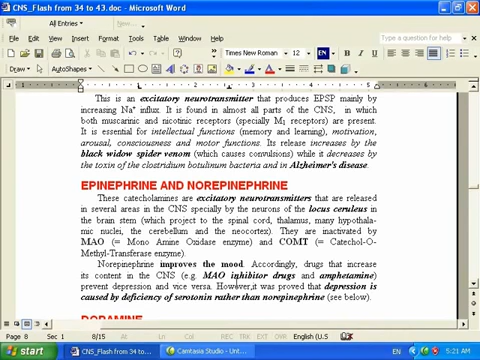 CNS_Flash from 34 to 43.doc - Microsoft Word
All Entries
New...
File Edit View Insert Format Tools Table Window Help
Type a question for help
Times New Roman 12 EN B
Draw AutoShapes
This is an excitatory neurotransmitter that produces EPSP mainly by
increasing Na+ influx. It is found in almost all parts of the CNS, in which
both muscarinic and nicotinic receptors (specially M1 receptors) are present.
It is essential for intellectual functions (memory and learning), motivation,
arousal, consciousness and motor functions. Its release increases by the
black widow spider venom (which causes convulsions) while it decreases by
the toxin of the clostridium botulinum bacteria and in Alzheimer's disease.
EPINEPHRINE AND NOREPINEPHRINE
These catecholamines are excitatory neurotransmitters that are released
in several areas in the CNS specially by the neurons of the locus ceruleus in
the brain stem (which project to the spinal cord, thalamus, many hypothala-
mic nuclei, the cerebellum and the neocortex). They are inactivated by
MAO (= Mono Amine Oxidase enzyme) and COMT (= Catechol-O-
Methyl-Transferase enzyme).
Norepinephrine improves the mood. Accordingly, drugs that increase
its content in the CNS (e.g. MAO inhibitor drugs and amphetamine)
prevent depression and vice versa. However, it was proved that depression is
caused by deficiency of serotonin rather than norepinephrine (see below).
DOPAMINE
Page 8 Sec 1 8/15 REC TRK EXT OVR English (U.S
start CNS_Flash from 34 to ... Camtasia Studio - Unt... EN 5:21 AM